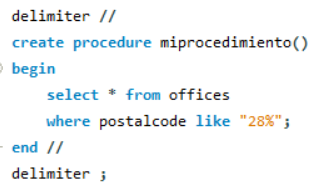 delimiter //
create procedure miprocedimiento()
begin
    select * from offices
    where postalcode like "28%";
end //
delimiter ;